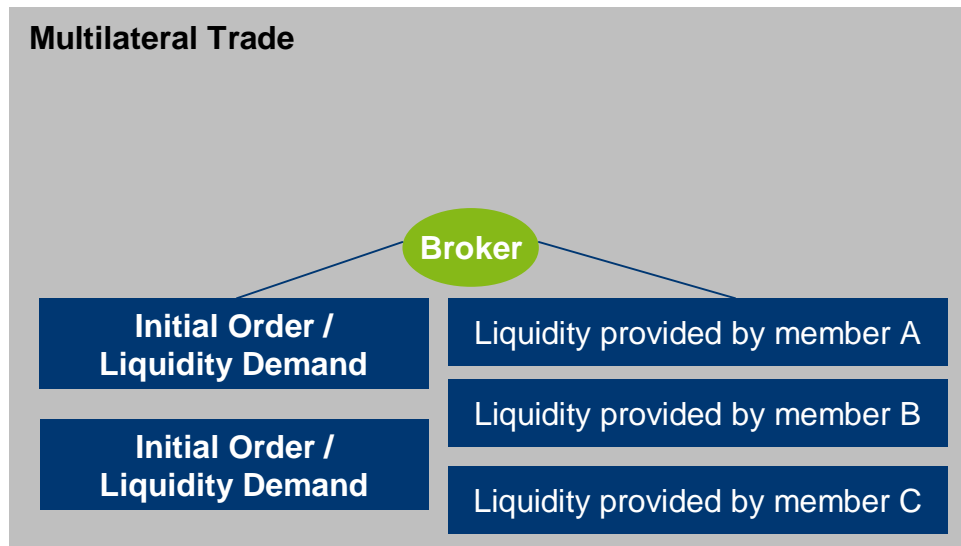 Multilateral Trade
Broker
Initial Order /
Liquidity Demand
Initial Order /
Liquidity Demand
Liquidity provided by member A
Liquidity provided by member B
Liquidity provided by member C